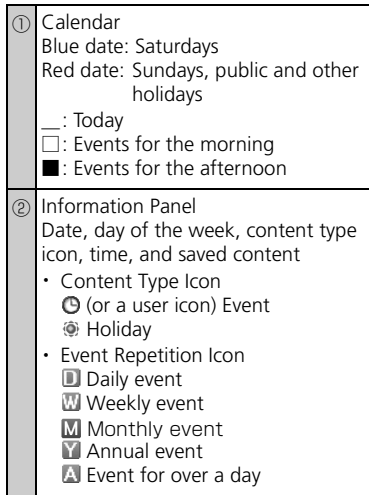 ① Calendar
Blue date: Saturdays
Red date: Sundays, public and other
holidays
__: Today
□: Events for the morning
■: Events for the afternoon
② Information Panel
Date, day of the week, content type
icon, time, and saved content
・ Content Type Icon
(or a user icon) Event
Holiday
・ Event Repetition Icon
D Daily event
W Weekly event
M Monthly event
Y Annual event
A Event for over a day